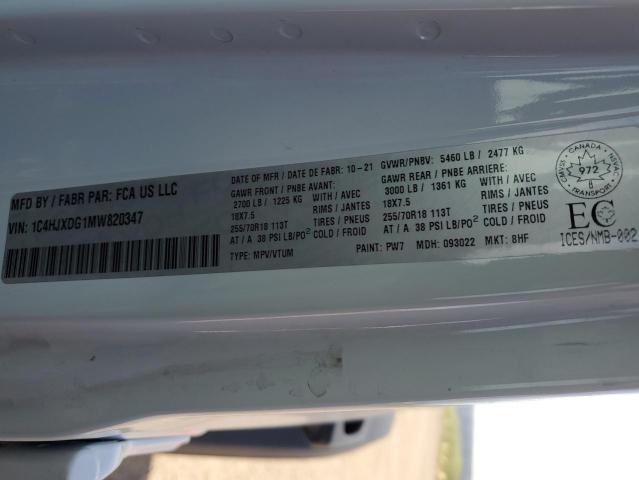 MFD BY / FABR PAR: FCA US LLC
VIN: 1C4HJXDG1MW820347
DATE OF MFR / DATE DE FABR: 10-21
GAWR FRONT / PNBE AVANT:
2700 LB / 1225 KG WITH / AVEC
18X7.5 RIMS / JANTES
255/70R18 113T TIRES / PNEUS
AT / A 38 PSI LB/PO² COLD / FROID
TYPE: MPV/VTUM
GVWR/PNBV: 5460 LB / 2477 KG
GAWR REAR / PNBE ARRIERE:
3000 LB / 1361 KG WITH / AVEC
18X7.5 RIMS / JANTES
255/70R18 113T TIRES / PNEUS
AT / A 38 PSI LB/PO² COLD / FROID
PAINT: PW7 MDH: 093022 MKT: 8HF
CANADA
CMVSS
NSVAC
972
TRANSPORT
EC
ICES/NMB-002